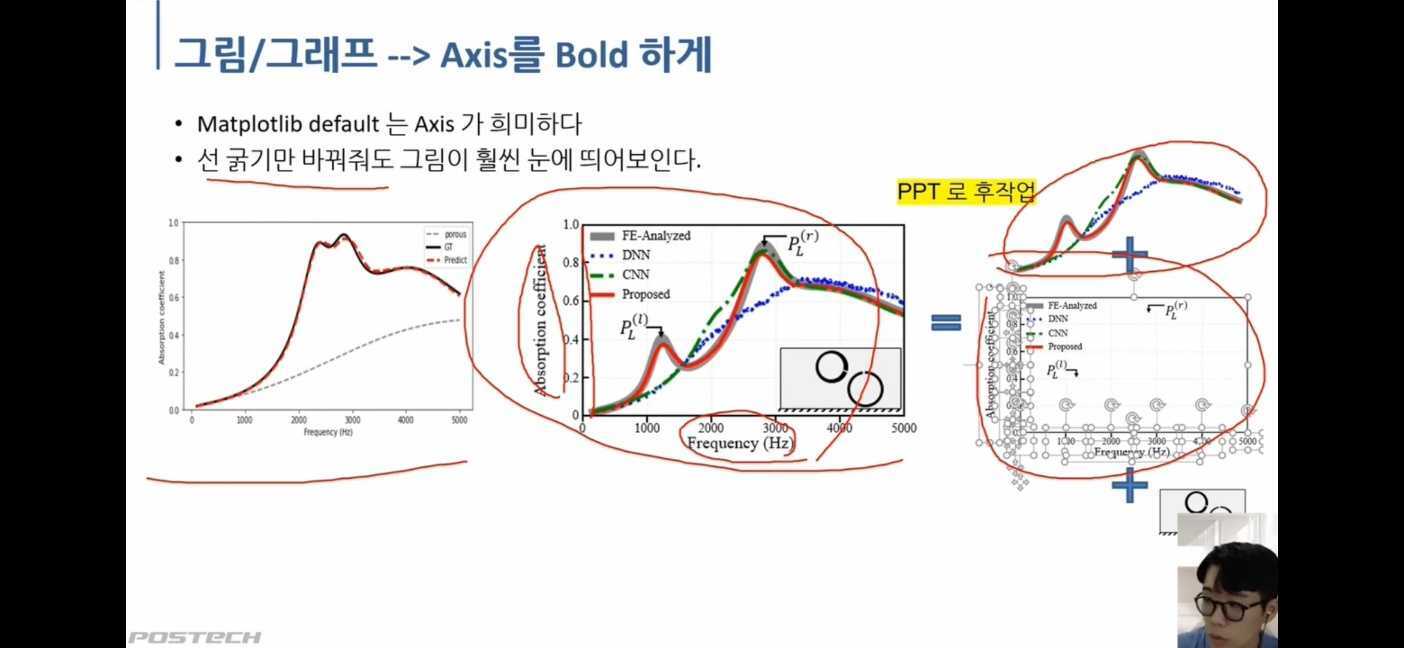 그림/그래프 --> Axis를 Bold 하게
• Matplotlib default 는 Axis 가 희미하다
• 선 굵기만 바꿔줘도 그림이 훨씬 눈에 띄어보인다.
PPT 로 후작업
1.0
0.8
0.6
0.4
0.2
0.0
Absorption coefficient
porous
GT
Predict
0 1000 2000 3000 4000 5000
Frequency (Hz)
1.0
0.8
0.6
0.4
0.2
0
Absorption coefficient
FE-Analyzed
DNN
CNN
Proposed
P_L^(r)
P_L^(l)
0 1000 2000 3000 4000 5000
Frequency (Hz)
Absorption coefficient
FE-Analyzed
DNN
CNN
Proposed
P_L^(r)
P_L^(l)
1000 2000 3000 4000 5000
Frequency (Hz)
POSTECH